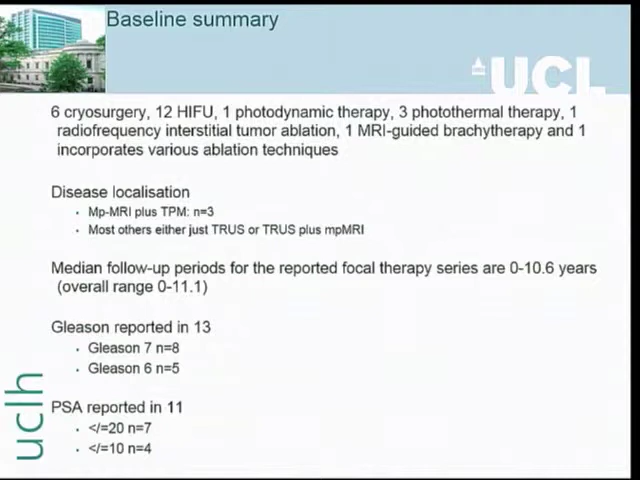 Baseline summary
UCL
6 cryosurgery, 12 HIFU, 1 photodynamic therapy, 3 photothermal therapy, 1
radiofrequency interstitial tumor ablation, 1 MRI-guided brachytherapy and 1
incorporates various ablation techniques
Disease localisation
• Mp-MRI plus TPM: n=3
• Most others either just TRUS or TRUS plus mpMRI
Median follow-up periods for the reported focal therapy series are 0-10.6 years
(overall range 0-11.1)
Gleason reported in 13
• Gleason 7 n=8
• Gleason 6 n=5
PSA reported in 11
• </=20 n=7
• </=10 n=4
uclh